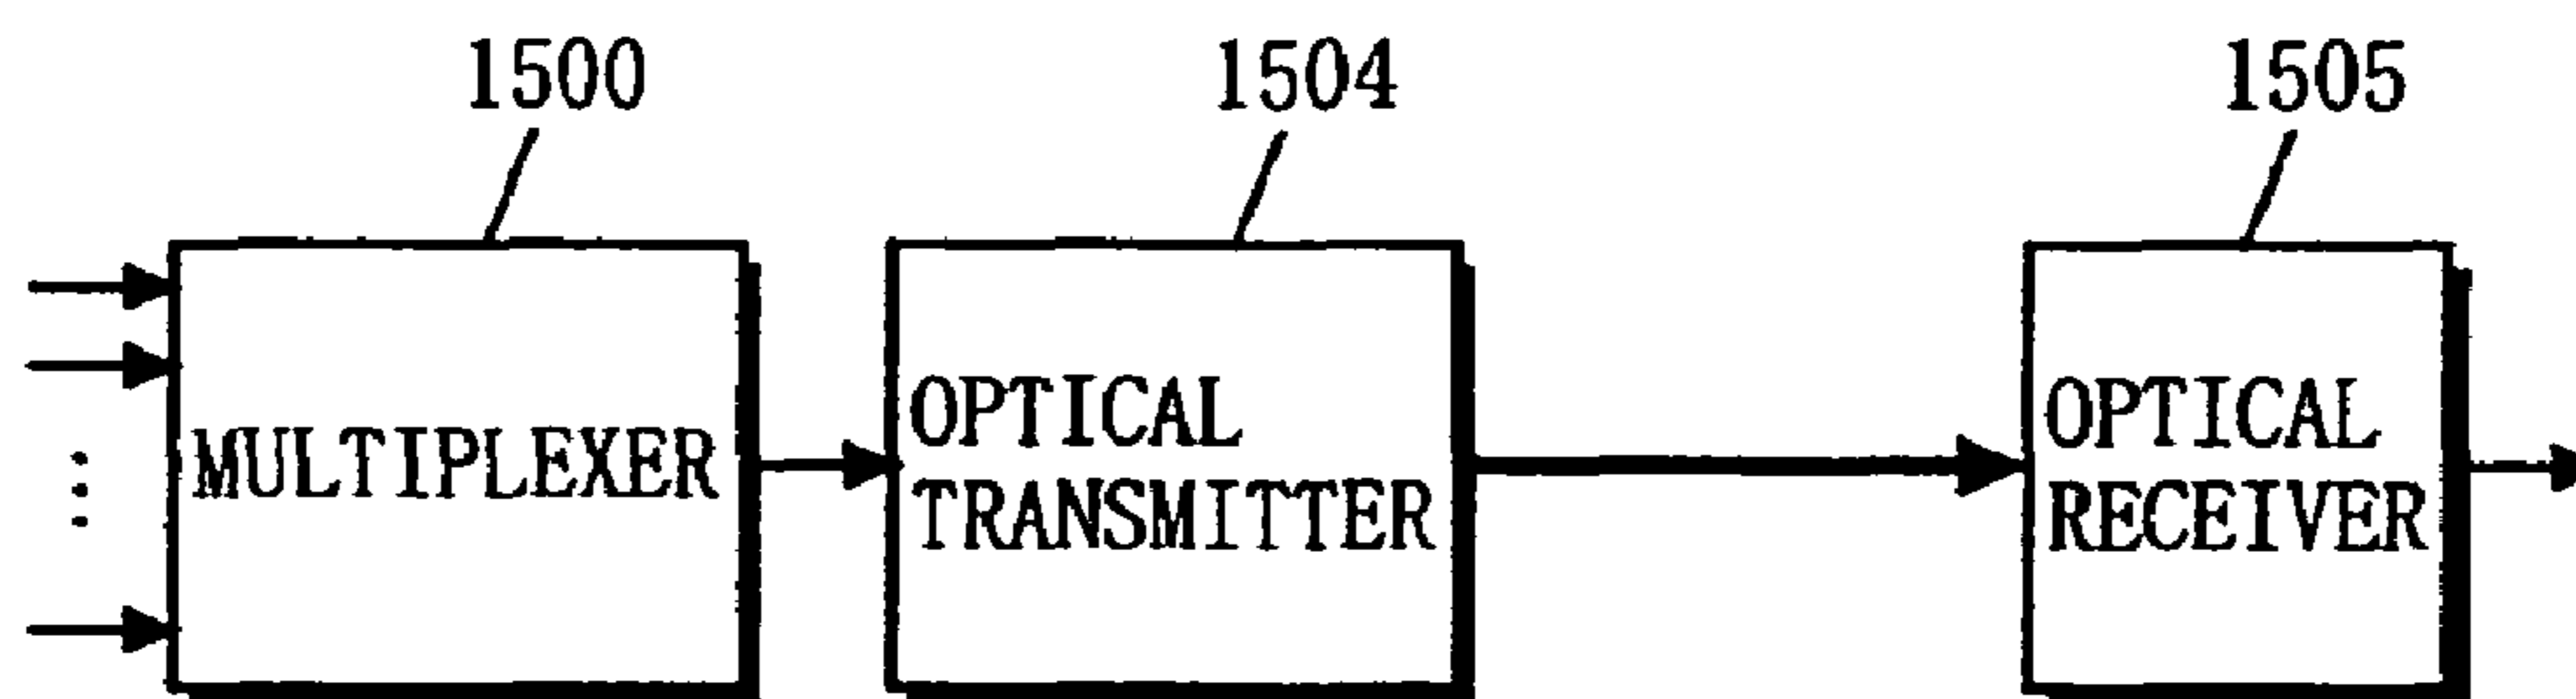 1500
1504
1505
MULTIPLEXER
OPTICAL
TRANSMITTER
OPTICAL
RECEIVER